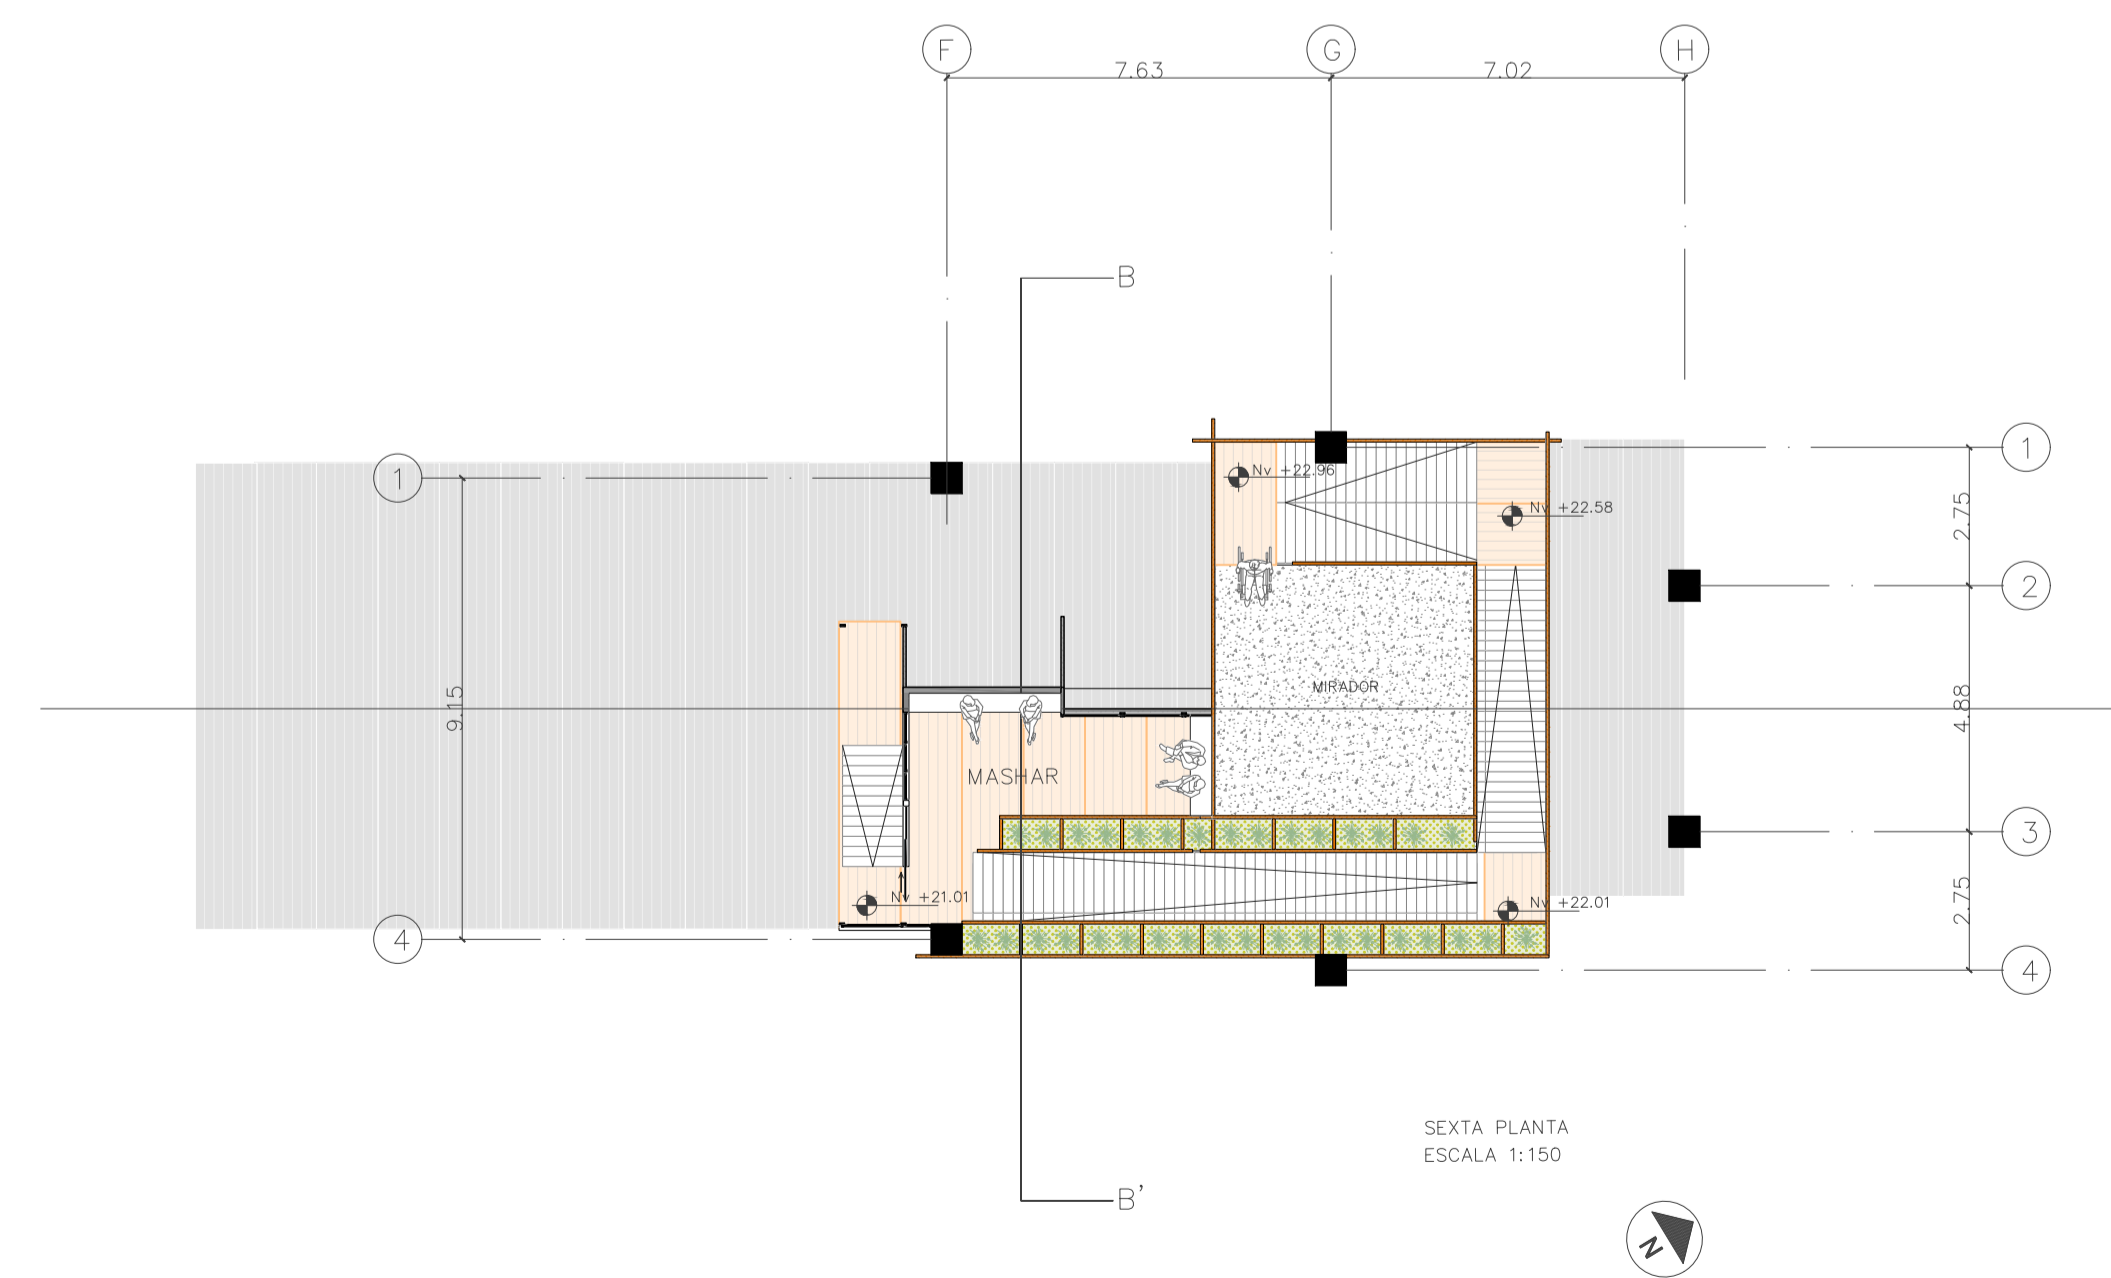 F
G
H
7.63
7.02
B
1
1
Nv +22.96
Nv +22.58
2.75
2
MIRADOR
9.15
4.88
MASHAR
3
Nv +21.01
Nv +22.01
2.75
4
4
SEXTA PLANTA
ESCALA 1:150
B'
N